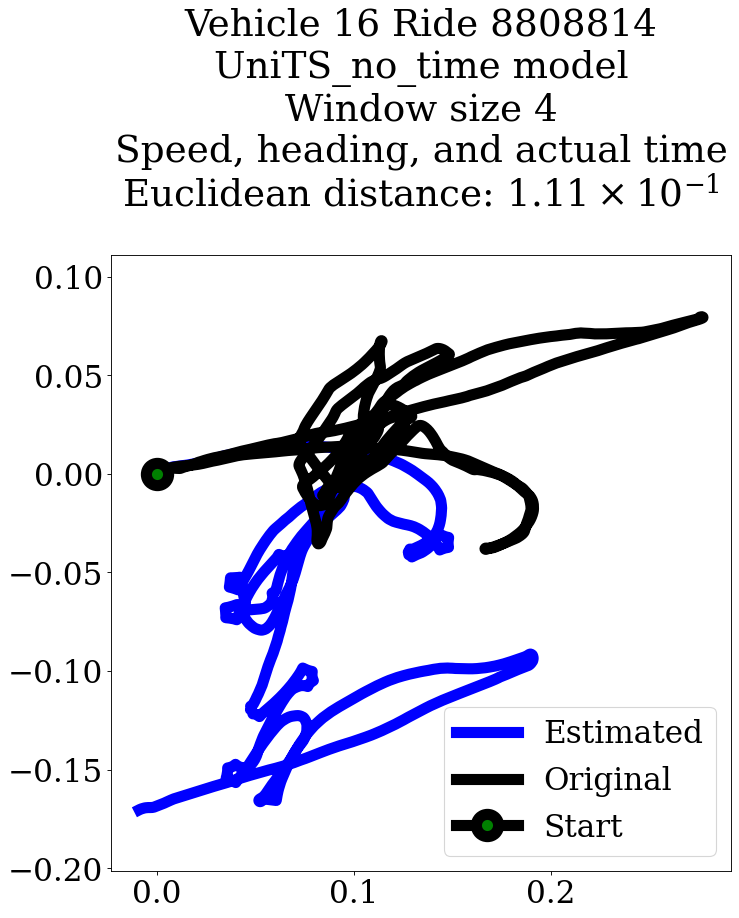 Vehicle 16 Ride 8808814
UniTS_no_time model
Window size 4
Speed, heading, and actual time
Euclidean distance: 1.11 × 10⁻¹
0.10
0.05
0.00
−0.05
−0.10
−0.15
−0.20
0.0 0.1 0.2
Estimated
Original
Start